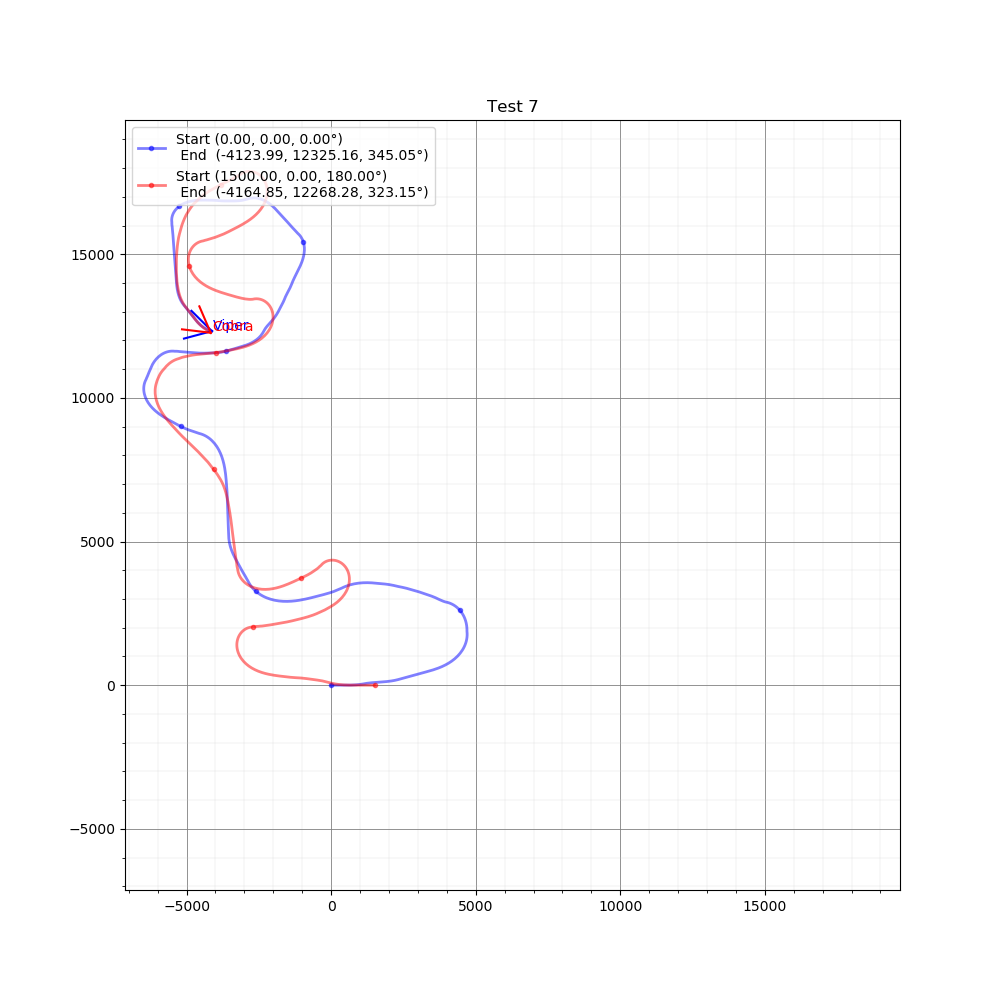 Test 7
Start (0.00, 0.00, 0.00°)
End (-4123.99, 12325.16, 345.05°)
Start (1500.00, 0.00, 180.00°)
End (-4164.85, 12268.28, 323.15°)
15000
Viper
Cobra
10000
5000
0
−5000
−5000 0 5000 10000 15000